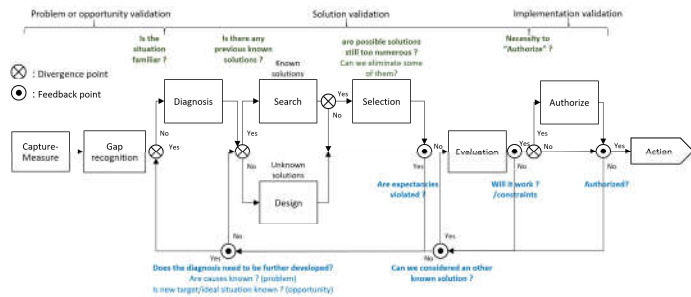 Problem or opportunity validation
Solution validation
Implementation validation
Is the
situation
familiar ?
Is there any
previous known
solutions ?
are possible solutions
still too numerous ?
Can we eliminate some
of them?
Necessity to
"Authorize" ?
Known
solutions
: Divergence point
: Feedback point
Diagnosis
Search
Yes
Selection
No
Yes
Authorize
No
Yes
Yes
Capture-
Measure
Gap
recognition
Yes
No
Unknown
solutions
Design
No
Yes
Evaluation
No
Yes
Action
Are expectancies
violated ?
Will it work ?
/constraints
Authorized?
No
No
Yes
Yes
No
Does the diagnosis need to be further developed?
Are causes known ? (problem)
Is new target/ideal situation known ? (opportunity)
Can we considered an other
known solution ?